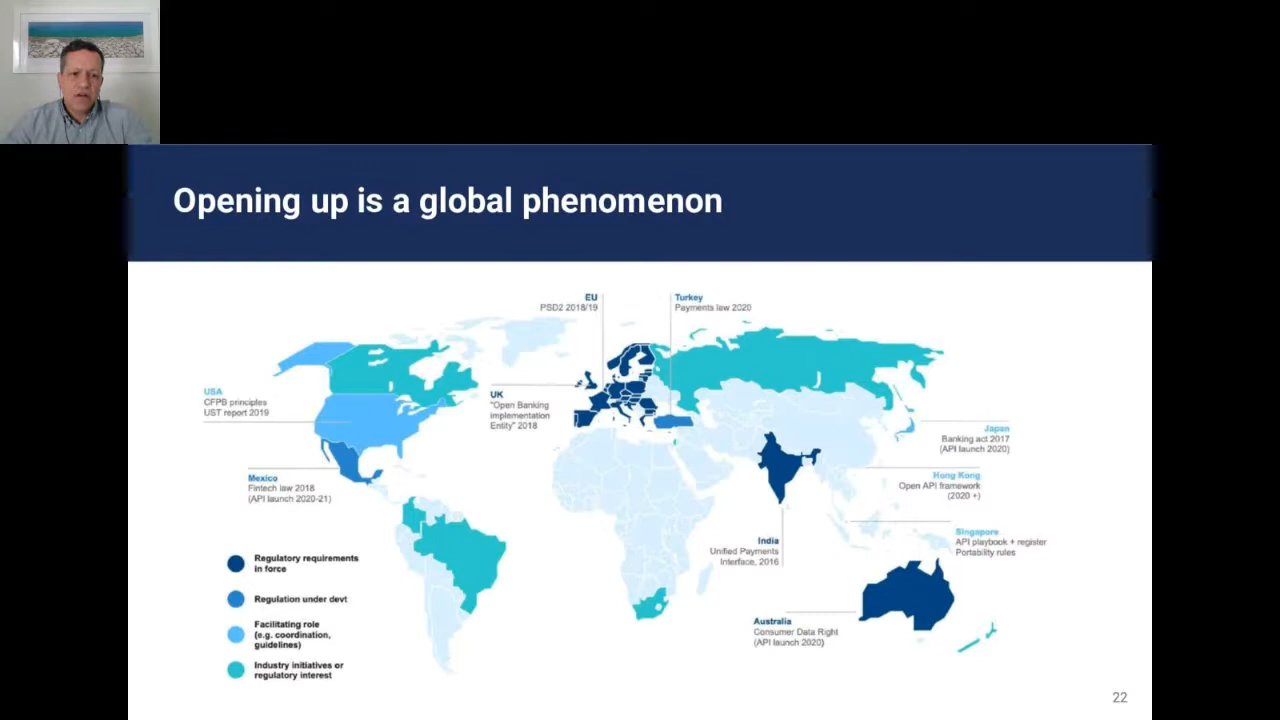 Opening up is a global phenomenon
EU
PSD2 2018/19
Turkey
Payments law 2020
USA
CFPB principles
UST report 2019
UK
"Open Banking
implementation
Entity" 2018
Japan
Banking act 2017
(API launch 2020)
Mexico
Fintech law 2018
(API launch 2020-21)
Hong Kong
Open API framework
(2020 +)
Singapore
API playbook + register
Portability rules
India
Unified Payments
Interface, 2016
Australia
Consumer Data Right
(API launch 2020)
Regulatory requirements
in force
Regulation under devt
Facilitating role
(e.g. coordination,
guidelines)
Industry initiatives or
regulatory interest
22